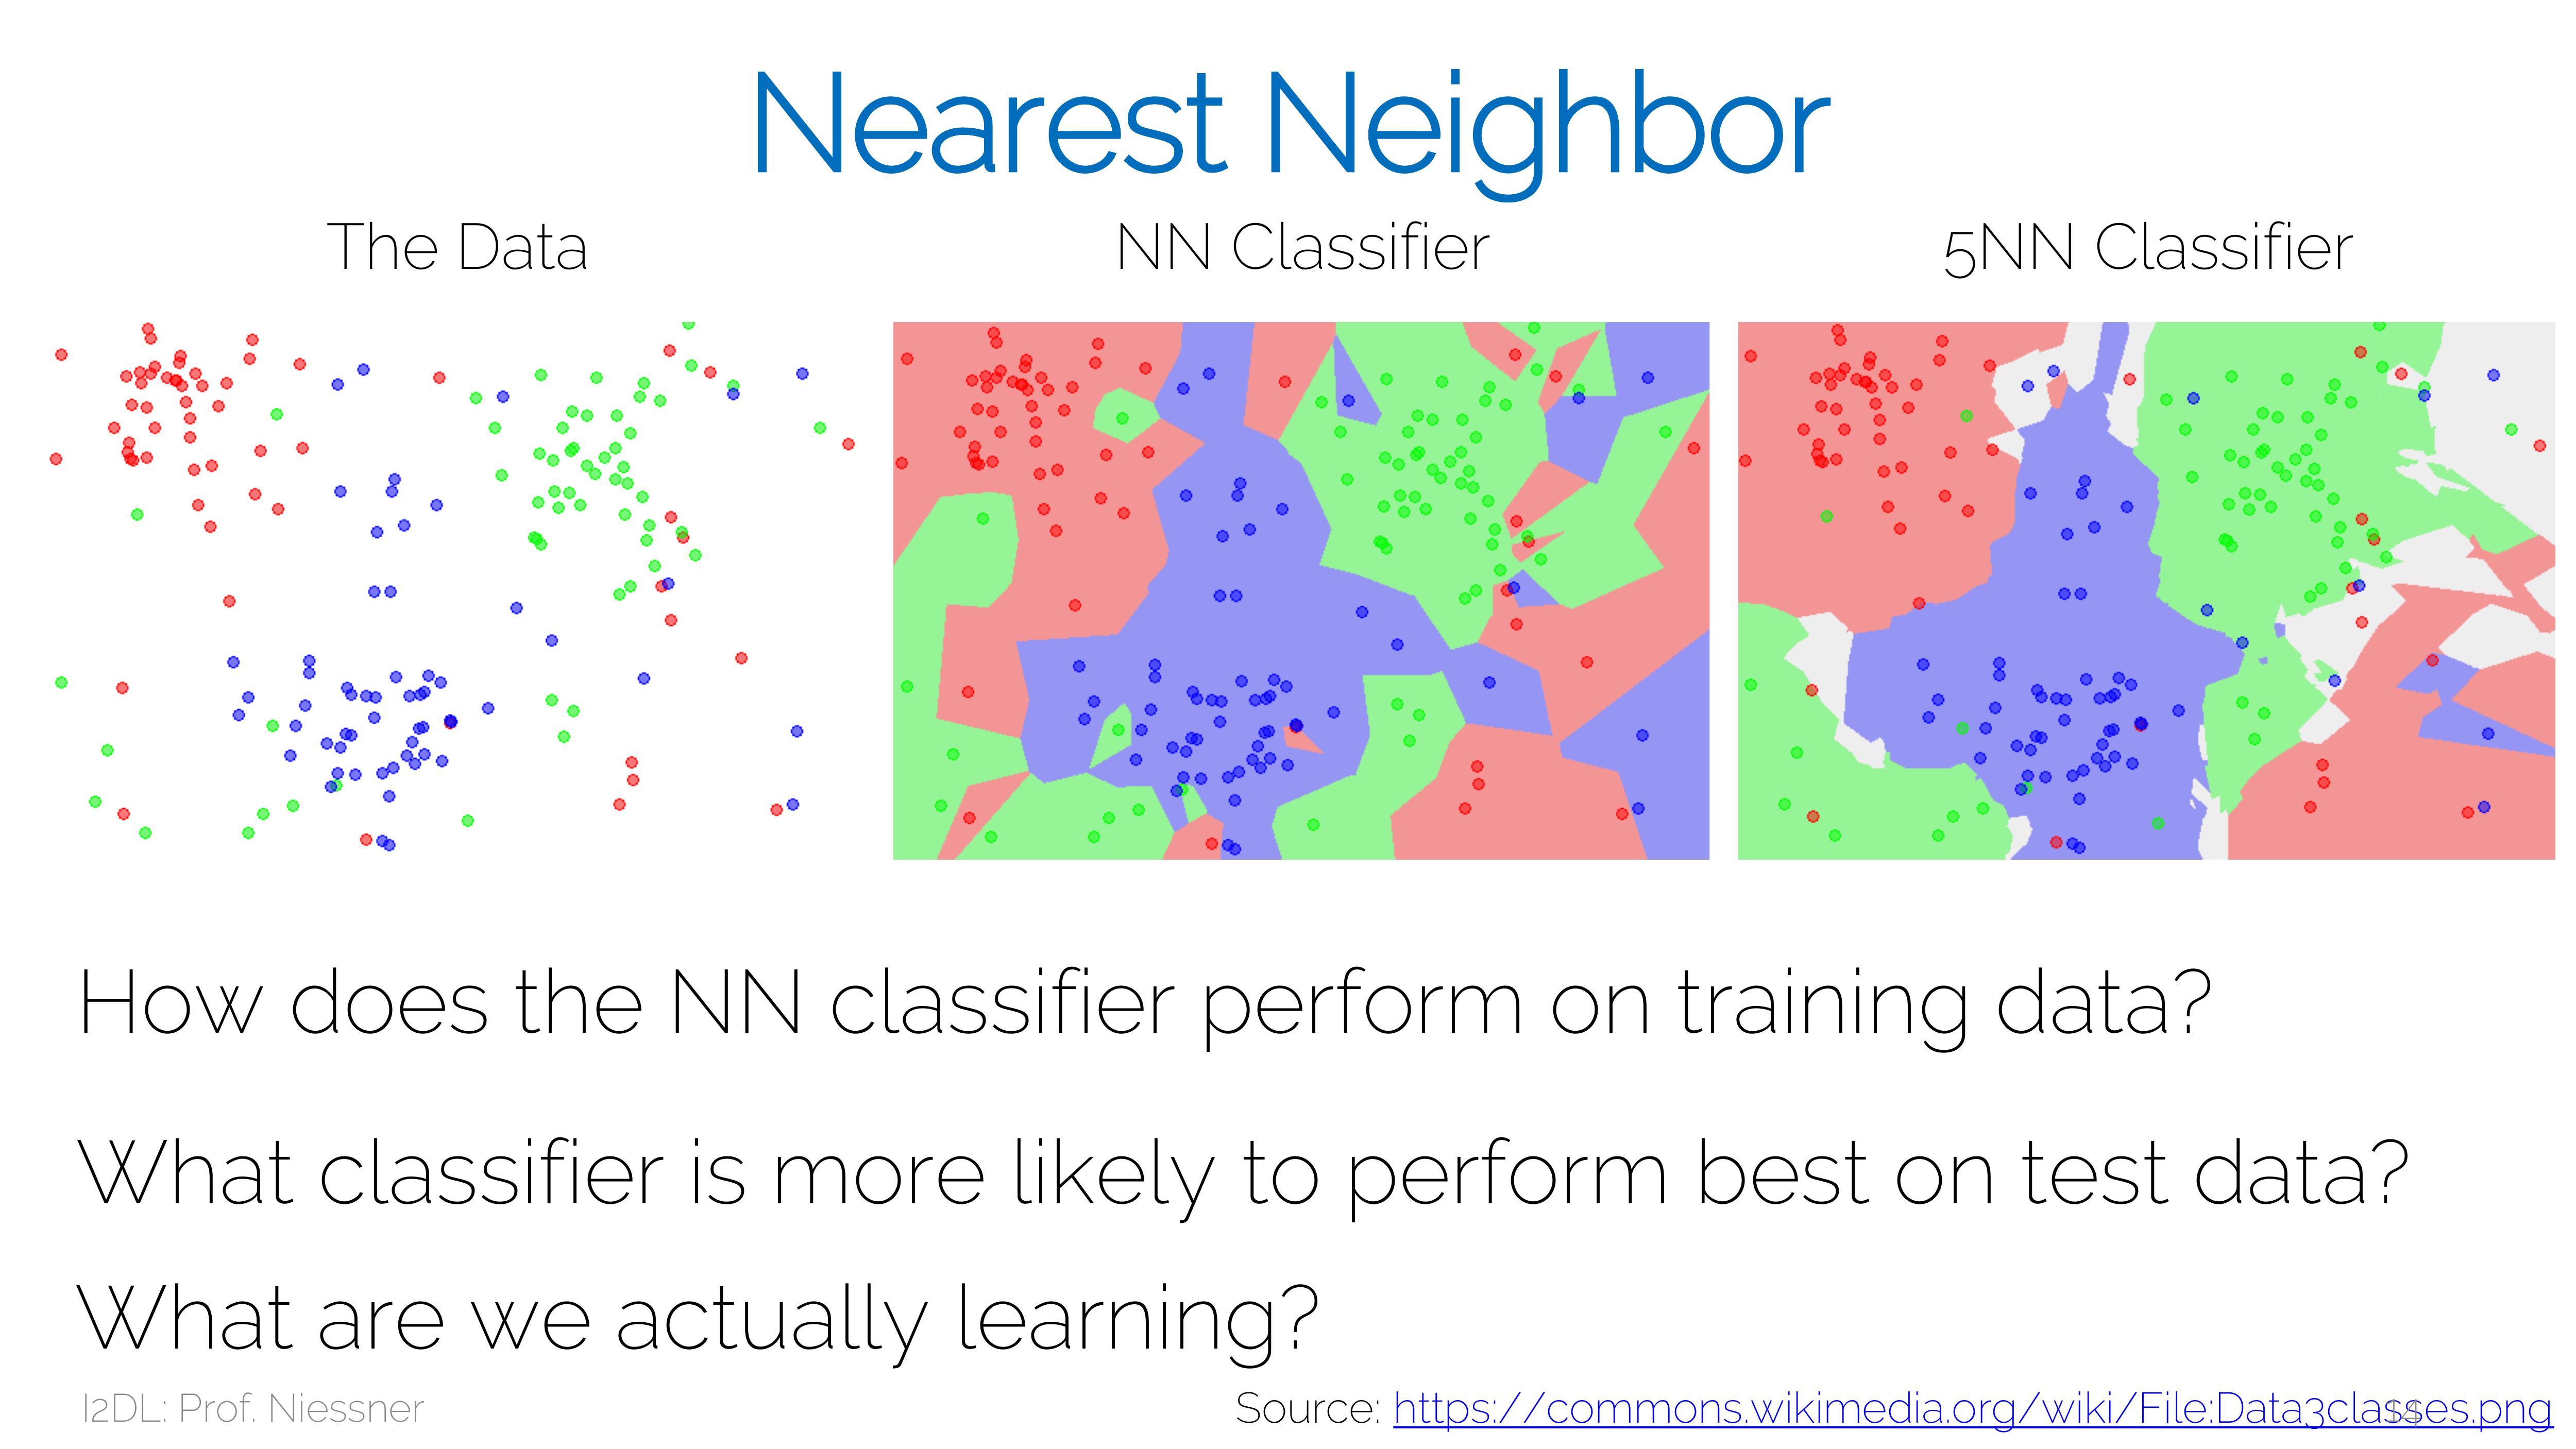 Nearest Neighbor
The Data
NN Classifier
5NN Classifier
How does the NN classifier perform on training data?
What classifier is more likely to perform best on test data?
What are we actually learning?
I2DL: Prof. Niessner
Source: https://commons.wikimedia.org/wiki/File:Data3classes.png
14